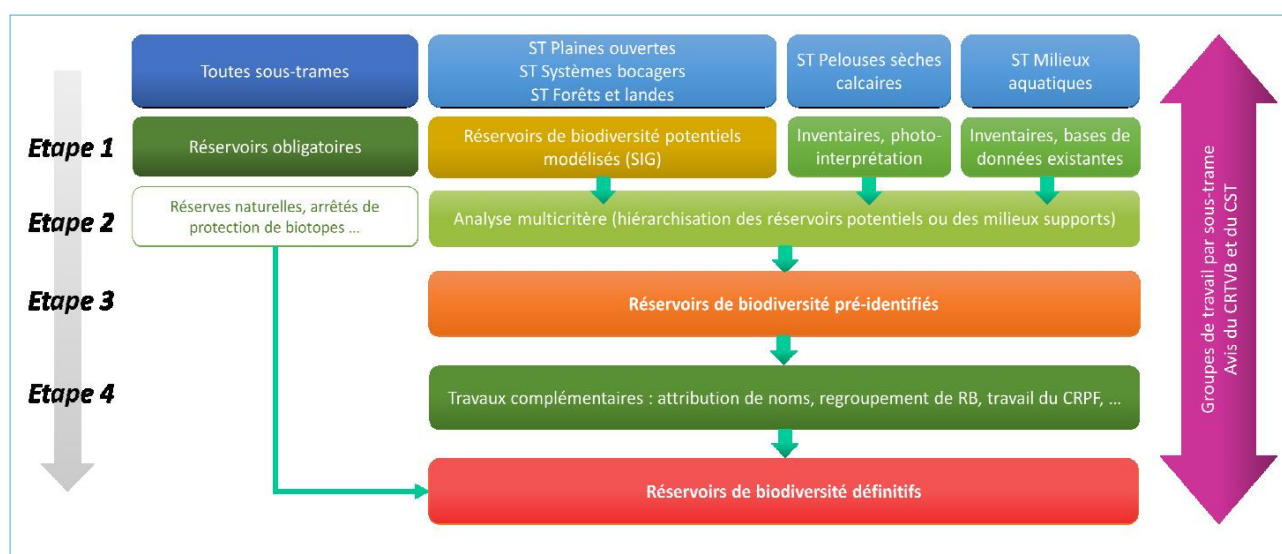 Toutes sous-trames
ST Plaines ouvertes
ST Systèmes bocagers
ST Forêts et landes
ST Pelouses sèches
calcaires
ST Milieux
aquatiques
Etape 1
Réservoirs obligatoires
Réservoirs de biodiversité potentiels
modélisés (SIG)
Inventaires, photo-
interprétation
Inventaires, bases de
données existantes
Etape 2
Réserves naturelles, arrêtés de
protection de biotopes ...
Analyse multicritère (hiérarchisation des réservoirs potentiels ou des milieux supports)
Etape 3
Réservoirs de biodiversité pré-identifiés
Etape 4
Travaux complémentaires : attribution de noms, regroupement de RB, travail du CRPF, ...
Réservoirs de biodiversité définitifs
Groupes de travail par sous-trame
Avis du CRTVB et du CST